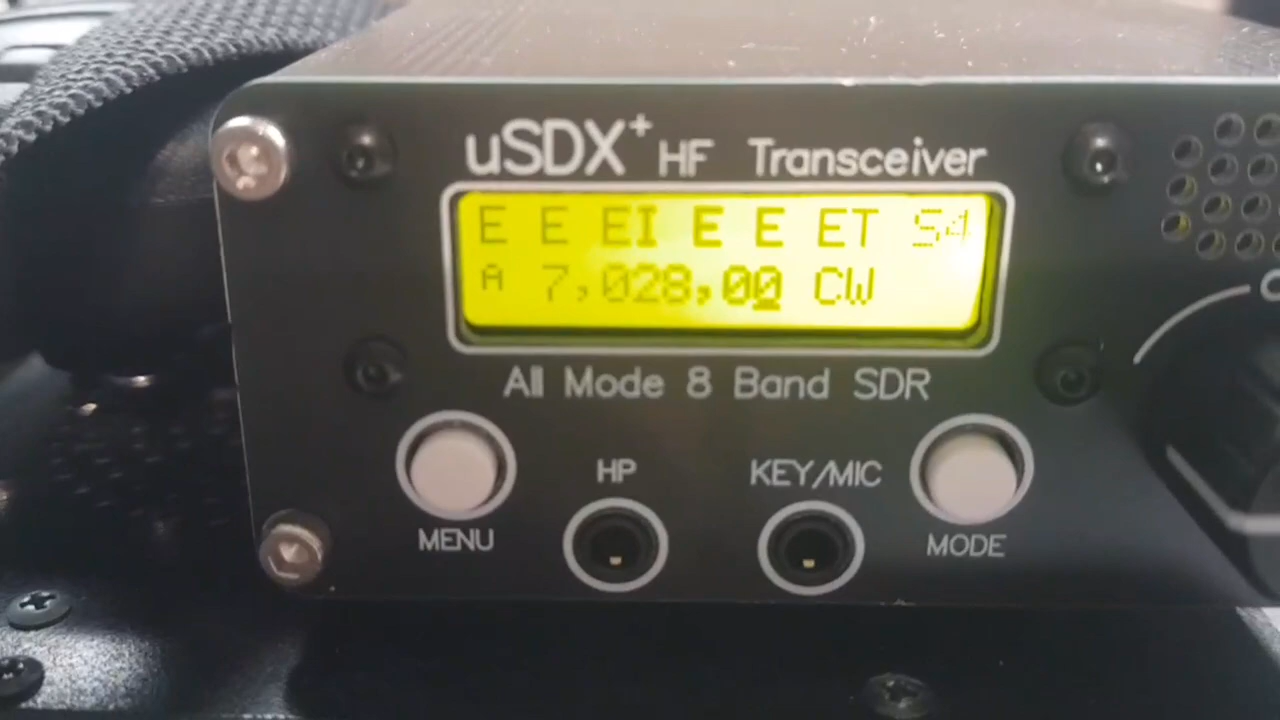 uSDX+ HF Transceiver
E E EI E E ET S4
A 7,028,00 CW
All Mode 8 Band SDR
HP KEY/MIC
MENU MODE